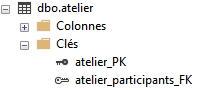 dbo.atelier
Colonnes
Clés
atelier_PK
atelier_participants_FK